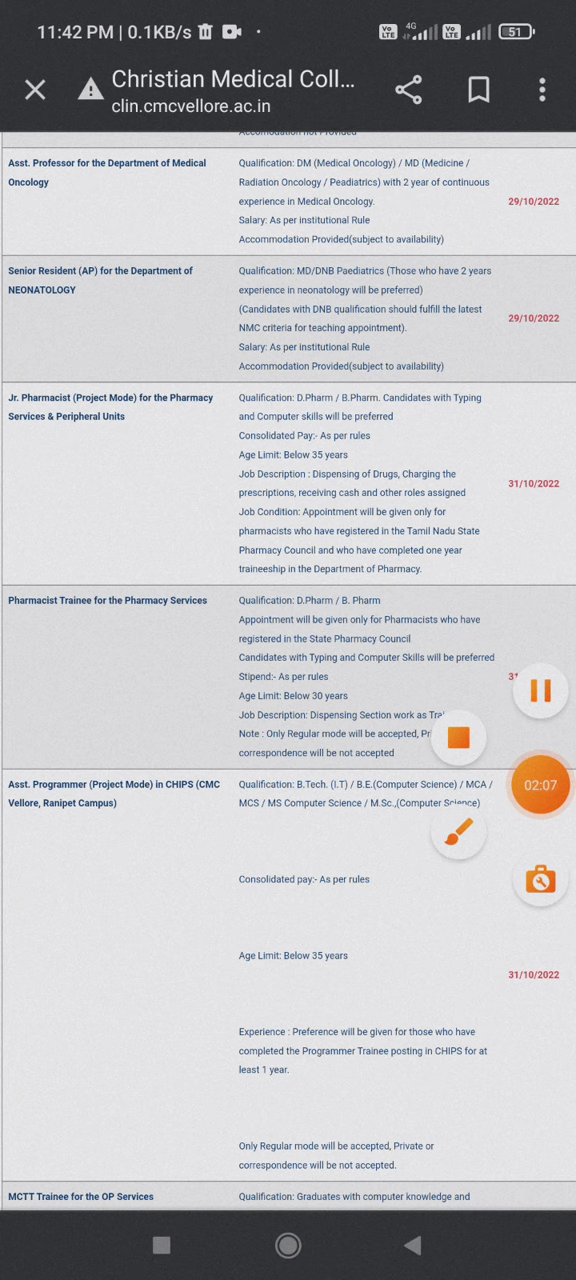 11:42 PM | 0.1KB/s
4G
Vo LTE
Vo LTE
51
Christian Medical Coll...
clin.cmcvellore.ac.in
Accomodation not Provided
Asst. Professor for the Department of Medical
Oncology
Qualification: DM (Medical Oncology) / MD (Medicine /
Radiation Oncology / Peadiatrics) with 2 year of continuous
experience in Medical Oncology.
Salary: As per institutional Rule
Accommodation Provided(subject to availability)
29/10/2022
Senior Resident (AP) for the Department of
NEONATOLOGY
Qualification: MD/DNB Paediatrics (Those who have 2 years
experience in neonatology will be preferred)
(Candidates with DNB qualification should fulfill the latest
NMC criteria for teaching appointment).
Salary: As per institutional Rule
Accommodation Provided(subject to availability)
29/10/2022
Jr. Pharmacist (Project Mode) for the Pharmacy
Services & Peripheral Units
Qualification: D.Pharm / B.Pharm. Candidates with Typing
and Computer skills will be preferred
Consolidated Pay:- As per rules
Age Limit: Below 35 years
Job Description : Dispensing of Drugs, Charging the
prescriptions, receiving cash and other roles assigned
Job Condition: Appointment will be given only for
pharmacists who have registered in the Tamil Nadu State
Pharmacy Council and who have completed one year
traineeship in the Department of Pharmacy.
31/10/2022
Pharmacist Trainee for the Pharmacy Services
Qualification: D.Pharm / B. Pharm
Appointment will be given only for Pharmacists who have
registered in the State Pharmacy Council
Candidates with Typing and Computer Skills will be preferred
Stipend:- As per rules
Age Limit: Below 30 years
Job Description: Dispensing Section work as
Note : Only Regular mode will be accepted,
correspondence will be not accepted
02:07
Asst. Programmer (Project Mode) in CHIPS (CMC
Vellore, Ranipet Campus)
Qualification: B.Tech. (I.T) / B.E.(Computer Science) / MCA /
MCS / MS Computer Science / M.Sc.,(Computer Science)
Consolidated pay:- As per rules
Age Limit: Below 35 years
Experience : Preference will be given for those who have
completed the Programmer Trainee posting in CHIPS for at
least 1 year.
Only Regular mode will be accepted, Private or
correspondence will be not accepted.
31/10/2022
MCTT Trainee for the OP Services
Qualification: Graduates with computer knowledge and